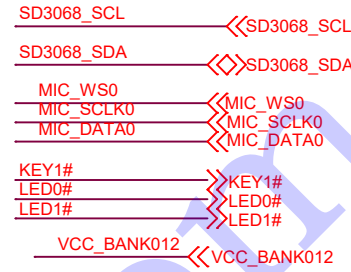 SD3068_SCL SD3068_SCL
SD3068_SDA SD3068_SDA
MIC_WS0 MIC_WS0
MIC_SCLK0 MIC_SCLK0
MIC_DATA0 MIC_DATA0
KEY1# KEY1#
LED0# LED0#
LED1# LED1#
VCC_BANK012 VCC_BANK012